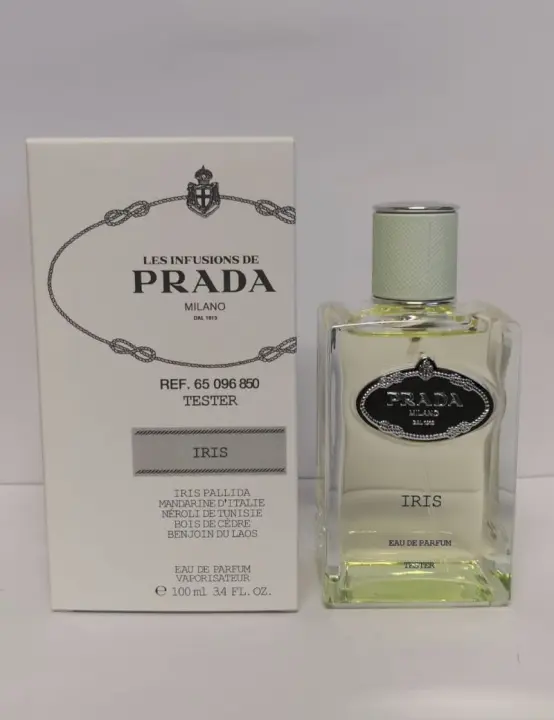 LES INFUSIONS DE
PRADA
MILANO
DAL 1913
REF. 65 096 850
TESTER
IRIS
IRIS PALLIDA
MANDARINE D'ITALIE
NÉROLI DE TUNISIE
BOIS DE CÈDRE
BENJOIN DU LAOS
EAU DE PARFUM
VAPORISATEUR
℮ 100 ml 3.4 FL. OZ.
PRADA
MILANO
DAL 1913
IRIS
EAU DE PARFUM
TESTER